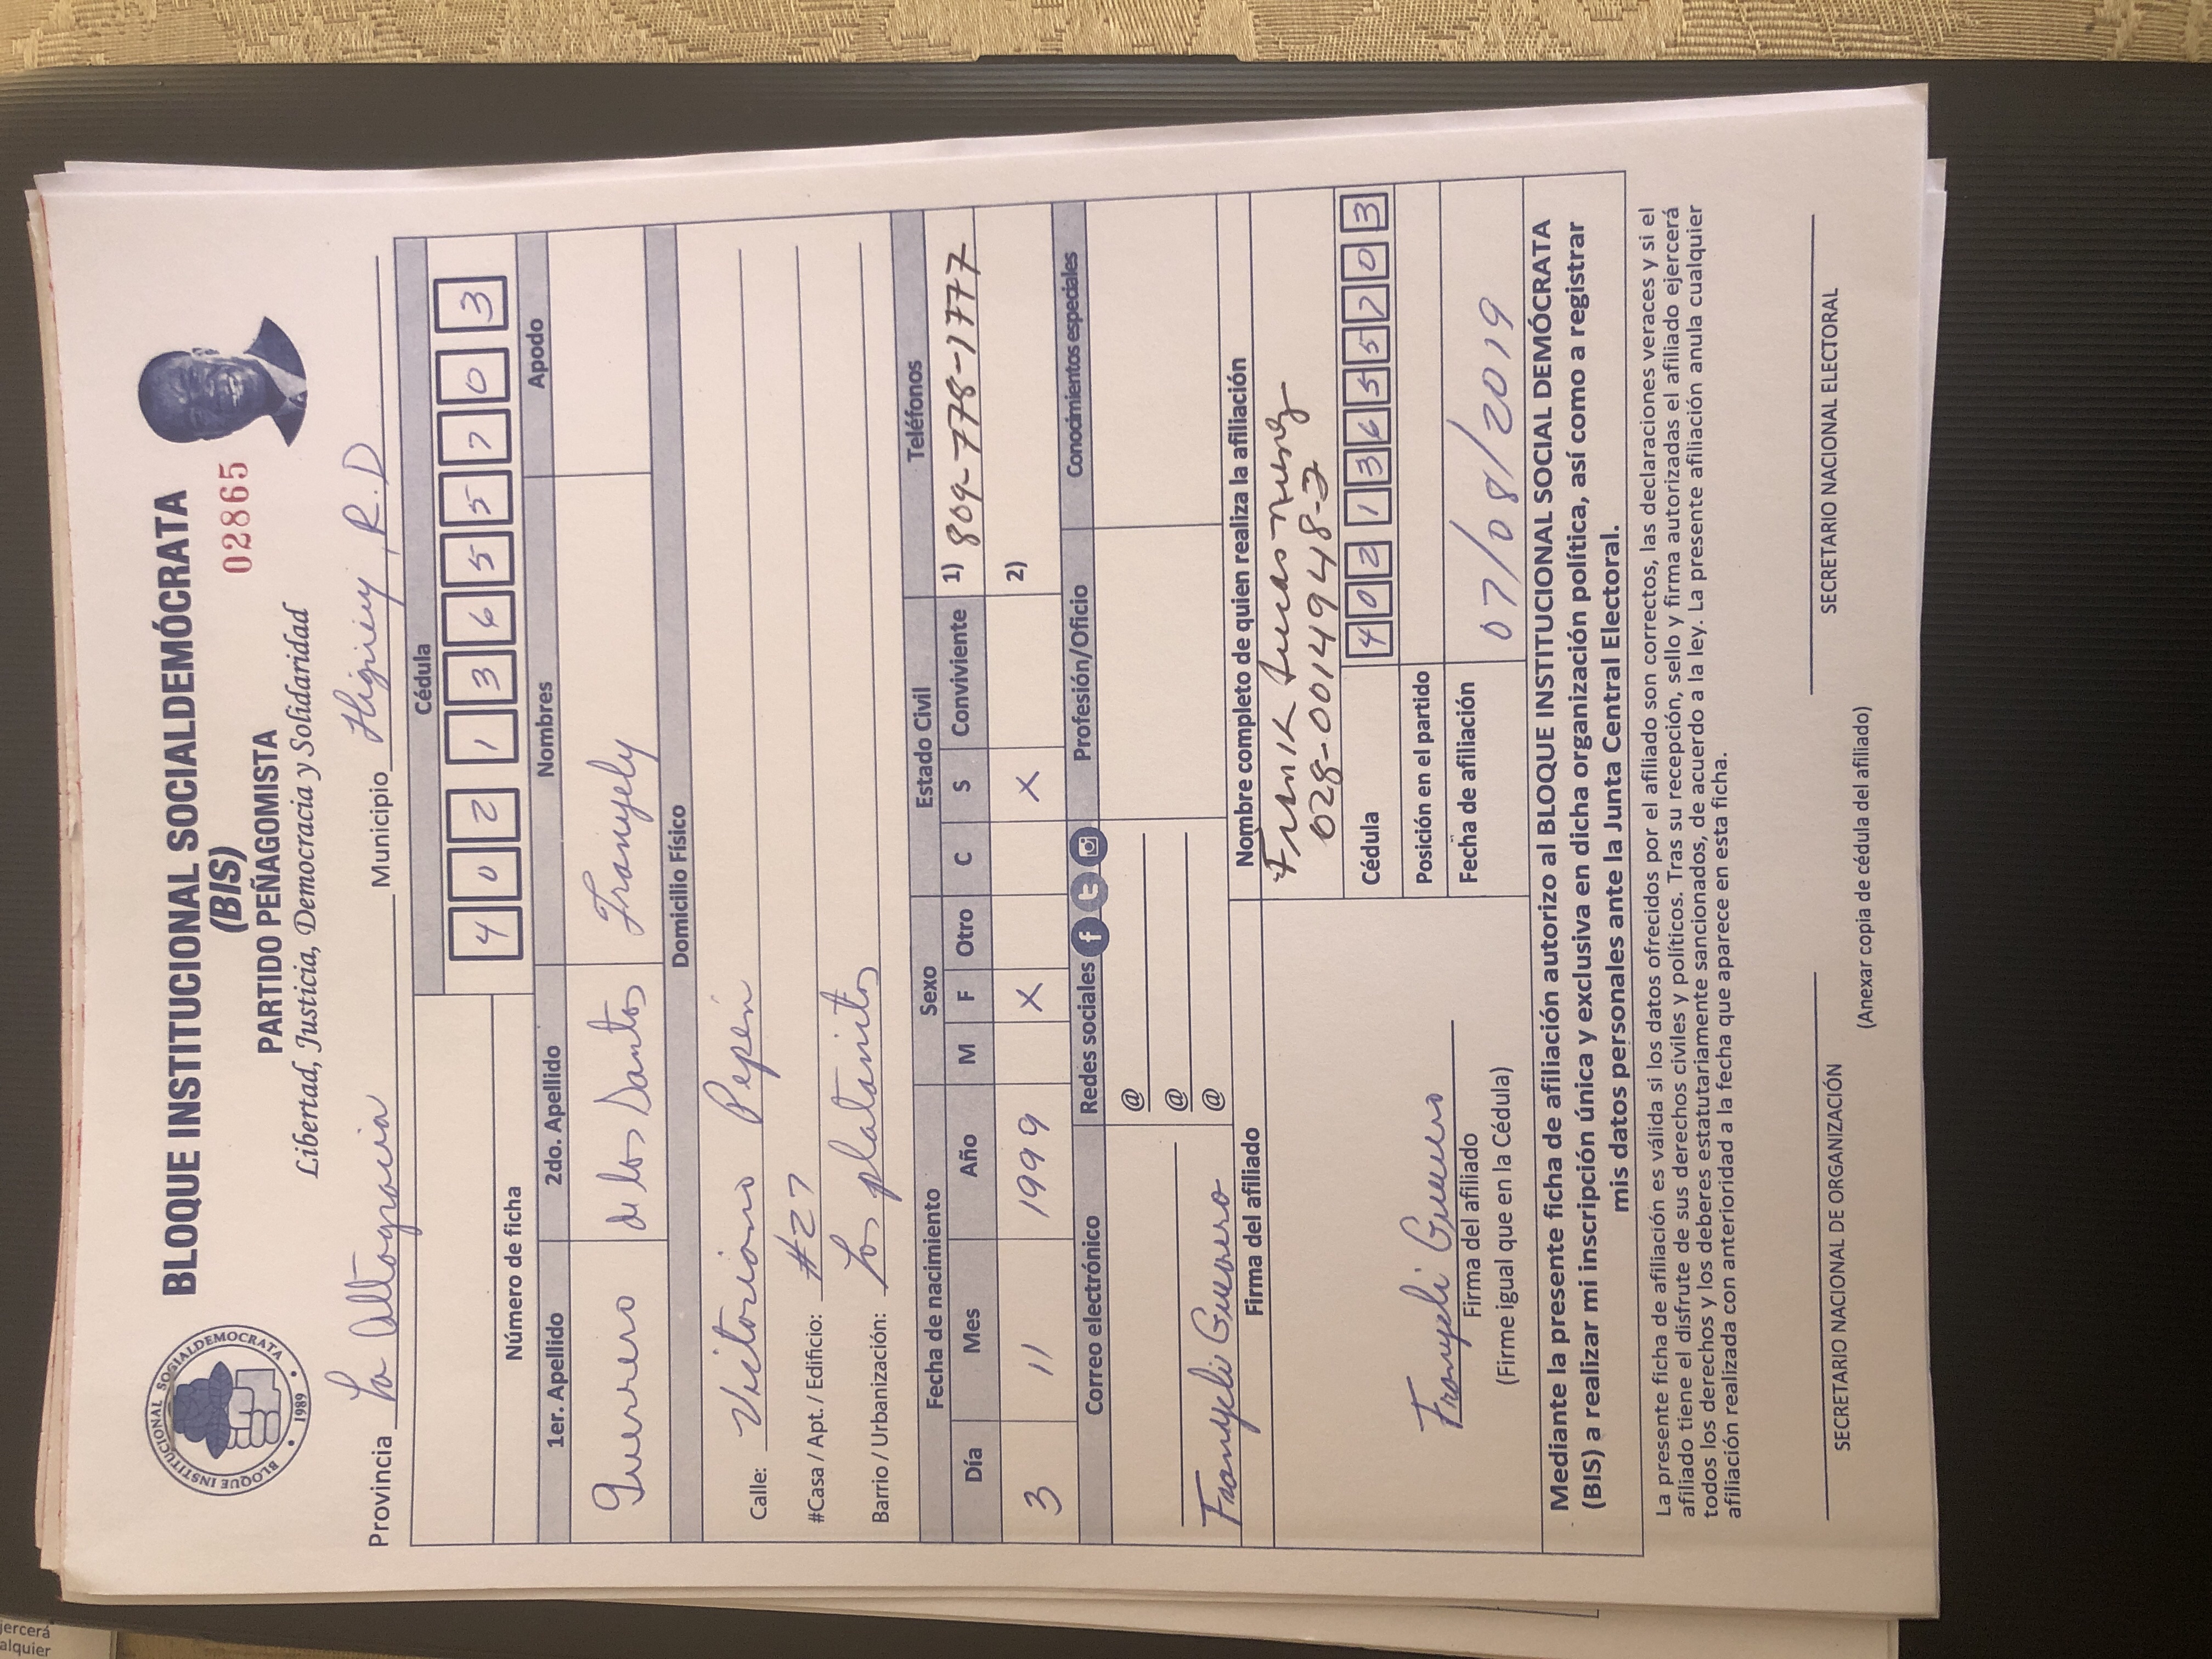 BLOQUE INSTITUCIONAL SOCIALDEMÓCRATA
(BIS)
PARTIDO PEÑAGOMISTA
Libertad, Justicia, Democracia y Solidaridad
02865
BLOQUE INSTITUCIONAL SOSIALDEMOCRATA
1989
Provincia La Altagracia Municipio Higüey, R.D
Cédula
4 0 2 1 3 6 5 5 7 0 3
Número de ficha
1er. Apellido 2do. Apellido Nombres Apodo
Guerrero de los Santos Franyely
Domicilio Físico
Calle: Victoriano Pepén
#Casa / Apt. / Edificio: #27
Barrio / Urbanización: Los platanitos
Fecha de nacimiento Sexo Estado Civil Teléfonos
Día Mes Año M F Otro C S Conviviente 1) 809-778-1777
3 11 1999 X X 2)
Correo electrónico Redes sociales Profesión/Oficio Conocimientos especiales
@
@
@
Franyeli Guerrero
Firma del afiliado
Nombre completo de quien realiza la afiliación
028-0014948-7
Cédula 4 0 2 1 3 6 5 5 7 0 3
Posición en el partido
Fecha de afiliación 07/08/2019
Franyeli Guerrero
Firma del afiliado
(Firme igual que en la Cédula)
Mediante la presente ficha de afiliación autorizo al BLOQUE INSTITUCIONAL SOCIAL DEMÓCRATA
(BIS) a realizar mi inscripción única y exclusiva en dicha organización política, así como a registrar
mis datos personales ante la Junta Central Electoral.
La presente ficha de afiliación es válida si los datos ofrecidos por el afiliado son correctos, las declaraciones veraces y si el
afiliado tiene el disfrute de sus derechos civiles y políticos. Tras su recepción, sello y firma autorizadas el afiliado ejercerá
todos los derechos y los deberes estatutariamente sancionados, de acuerdo a la ley. La presente afiliación anula cualquier
afiliación realizada con anterioridad a la fecha que aparece en esta ficha.
SECRETARIO NACIONAL DE ORGANIZACIÓN SECRETARIO NACIONAL ELECTORAL
(Anexar copia de cédula del afiliado)
jercerá
alquier